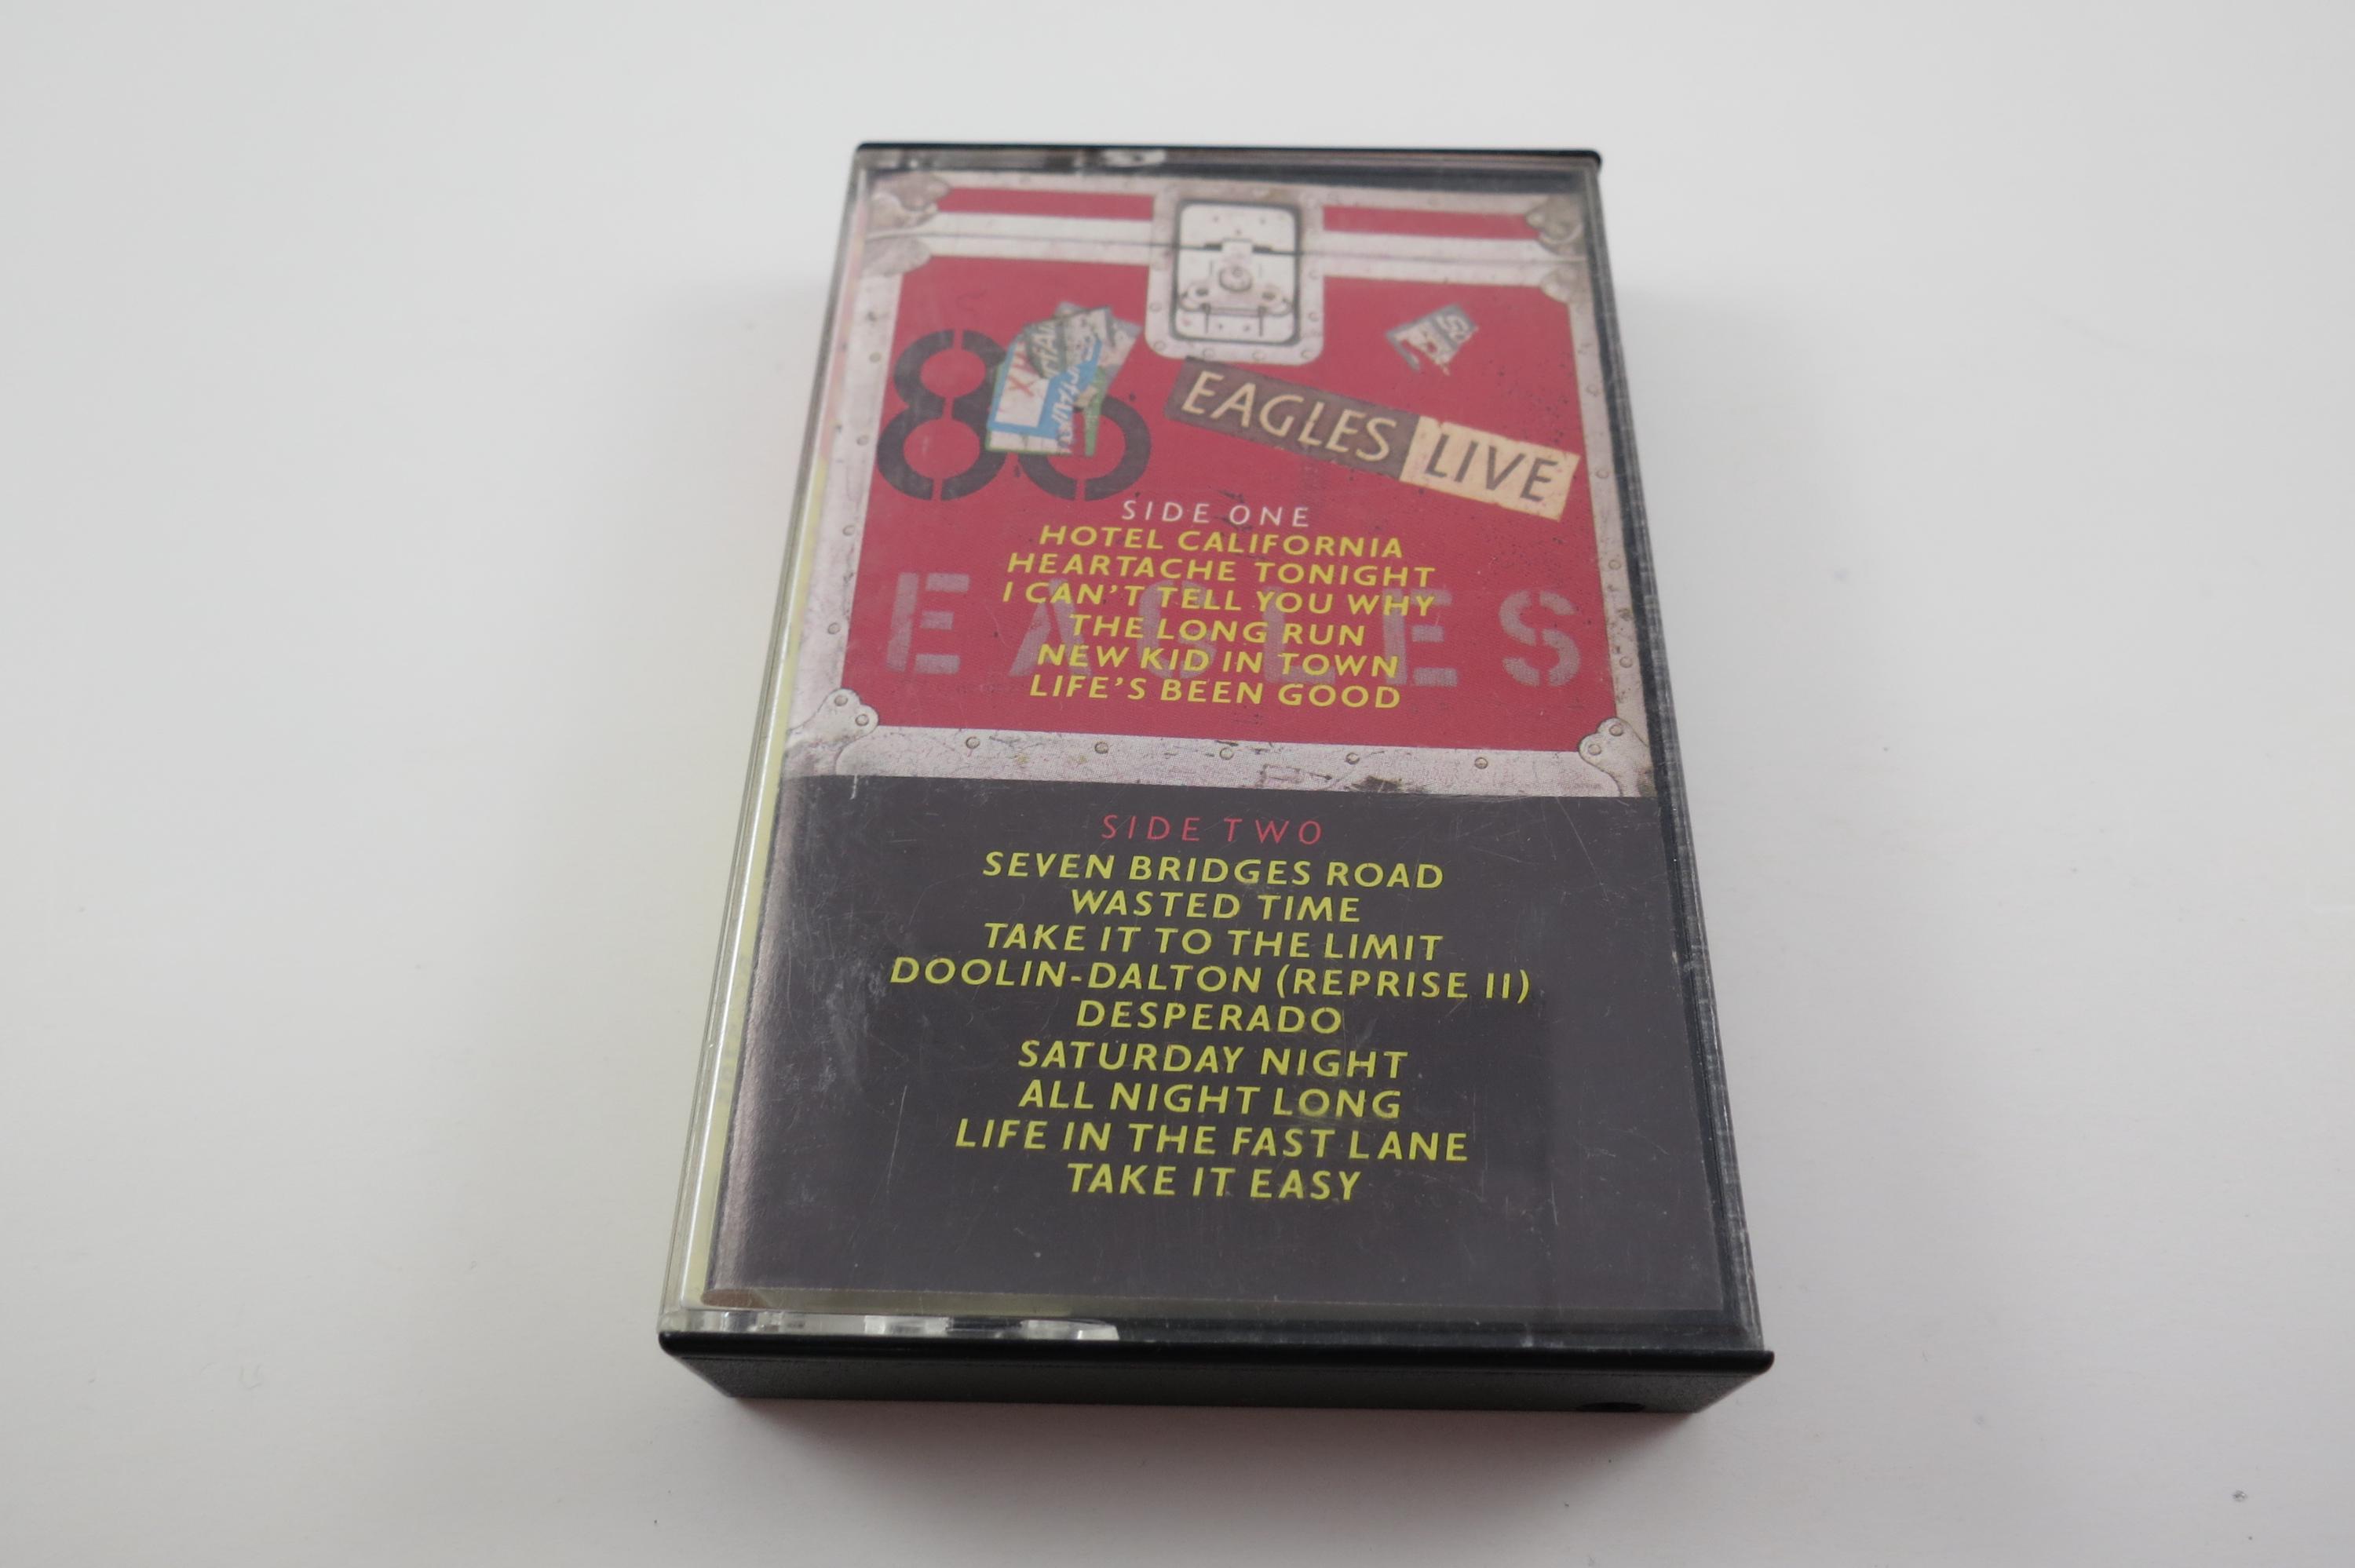 86
EAGLES LIVE
SIDE ONE
HOTEL CALIFORNIA
HEARTACHE TONIGHT
I CAN'T TELL YOU WHY
THE LONG RUN
NEW KID IN TOWN
LIFE'S BEEN GOOD
EAGLES
SIDE TWO
SEVEN BRIDGES ROAD
WASTED TIME
TAKE IT TO THE LIMIT
DOOLIN-DALTON (REPRISE II)
DESPERADO
SATURDAY NIGHT
ALL NIGHT LONG
LIFE IN THE FAST LANE
TAKE IT EASY